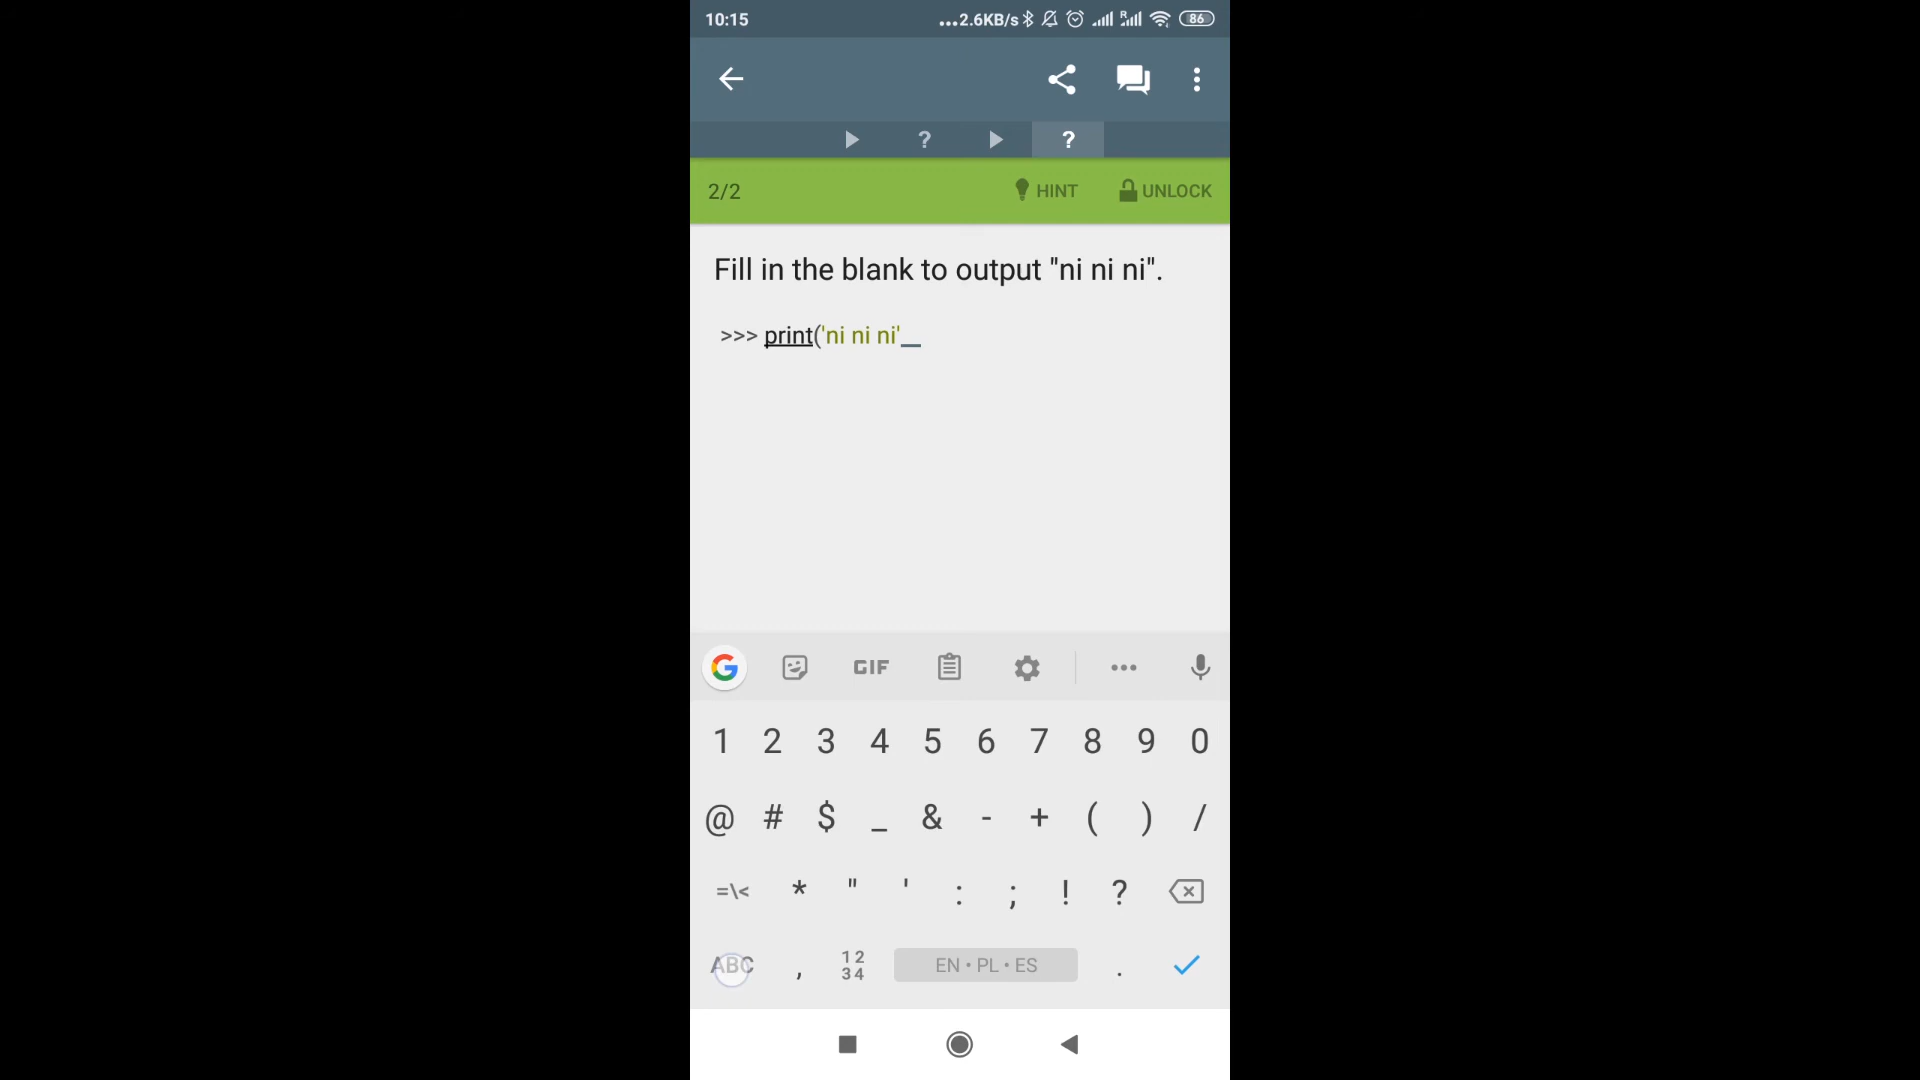 10:15 ...2.6KB/s R 86
? ?
2/2 HINT UNLOCK
Fill in the blank to output "ni ni ni".
>>> print('ni ni ni'_
G GIF
1 2 3 4 5 6 7 8 9 0
@ # $ _ & - + ( ) /
=\< * " ' : ; ! ?
ABC , 12 34 EN • PL • ES .